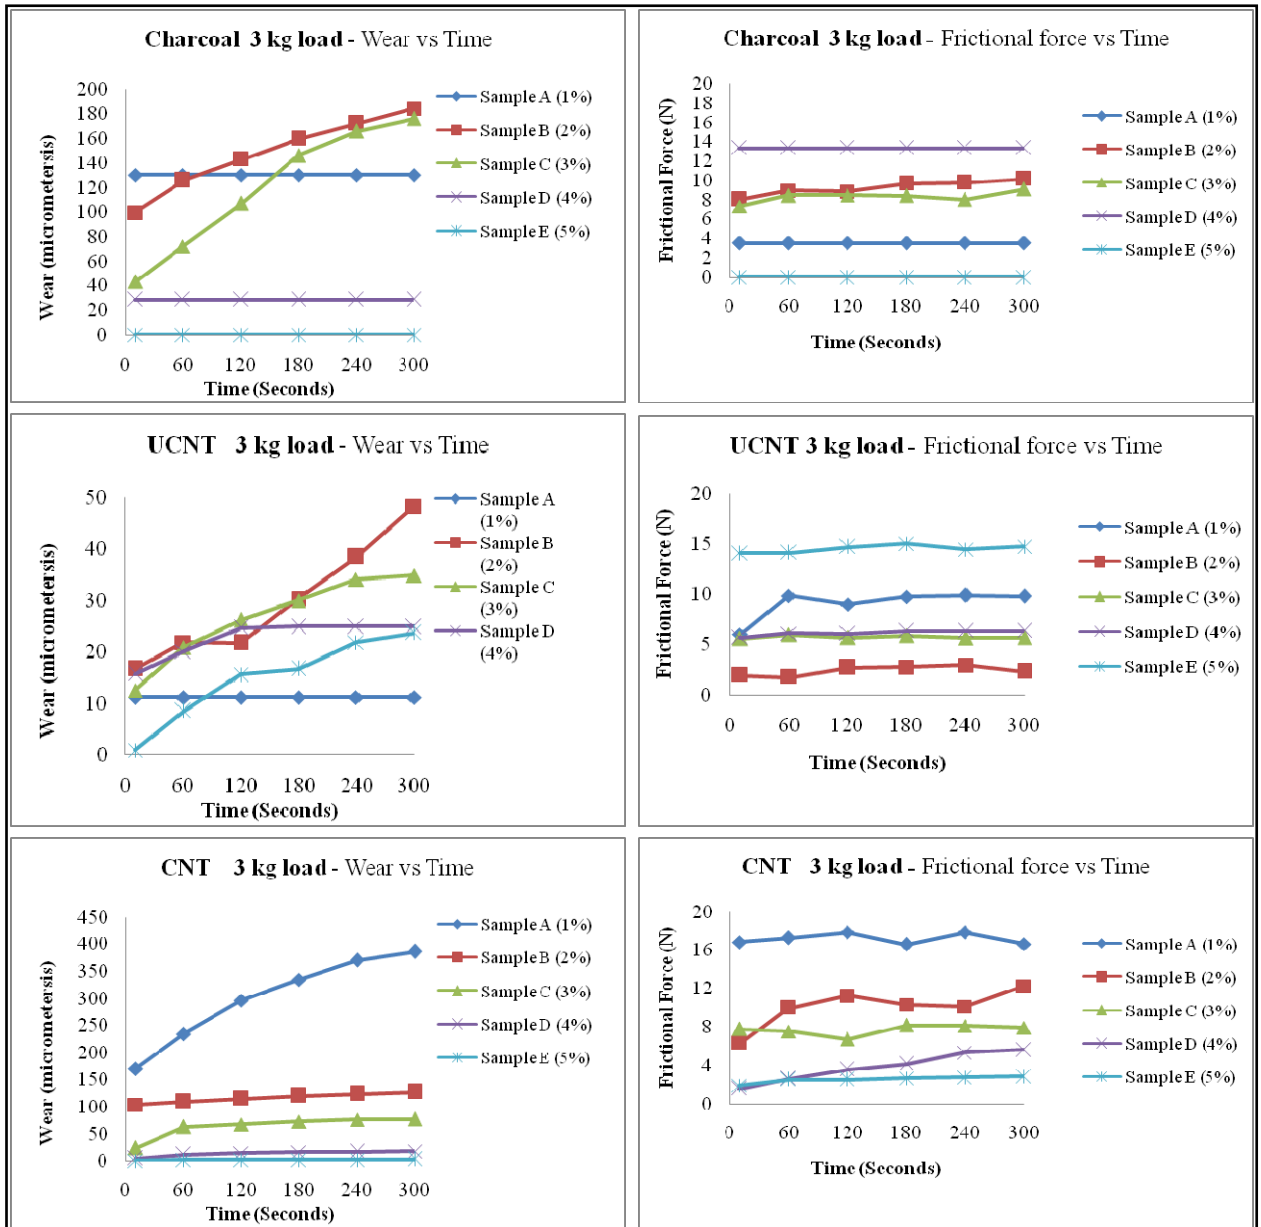 Charcoal 3 kg load - Wear vs Time
200
180
160
140
120
100
80
60
40
20
0
Wear (micrometersis)
0 60 120 180 240 300
Time (Seconds)
Sample A (1%)
Sample B (2%)
Sample C (3%)
Sample D (4%)
Sample E (5%)
Charcoal 3 kg load - Frictional force vs Time
20
18
16
14
12
10
8
6
4
2
0
Frictional Force (N)
0 60 120 180 240 300
Time (Seconds)
Sample A (1%)
Sample B (2%)
Sample C (3%)
Sample D (4%)
Sample E (5%)
UCNT 3 kg load - Wear vs Time
50
40
30
20
10
0
Wear (micrometersis)
0 60 120 180 240 300
Time (Seconds)
Sample A
(1%)
Sample B
(2%)
Sample C
(3%)
Sample D
(4%)
UCNT 3 kg load - Frictional force vs Time
20
15
10
5
0
Frictional Force (N)
0 60 120 180 240 300
Time (Seconds)
Sample A (1%)
Sample B (2%)
Sample C (3%)
Sample D (4%)
Sample E (5%)
CNT 3 kg load - Wear vs Time
450
400
350
300
250
200
150
100
50
0
Wear (micrometersis)
0 60 120 180 240 300
Time (Seconds)
Sample A (1%)
Sample B (2%)
Sample C (3%)
Sample D (4%)
Sample E (5%)
CNT 3 kg load - Frictional force vs Time
20
16
12
8
4
0
Frictional Force (N)
0 60 120 180 240 300
Time (Seconds)
Sample A (1%)
Sample B (2%)
Sample C (3%)
Sample D (4%)
Sample E (5%)